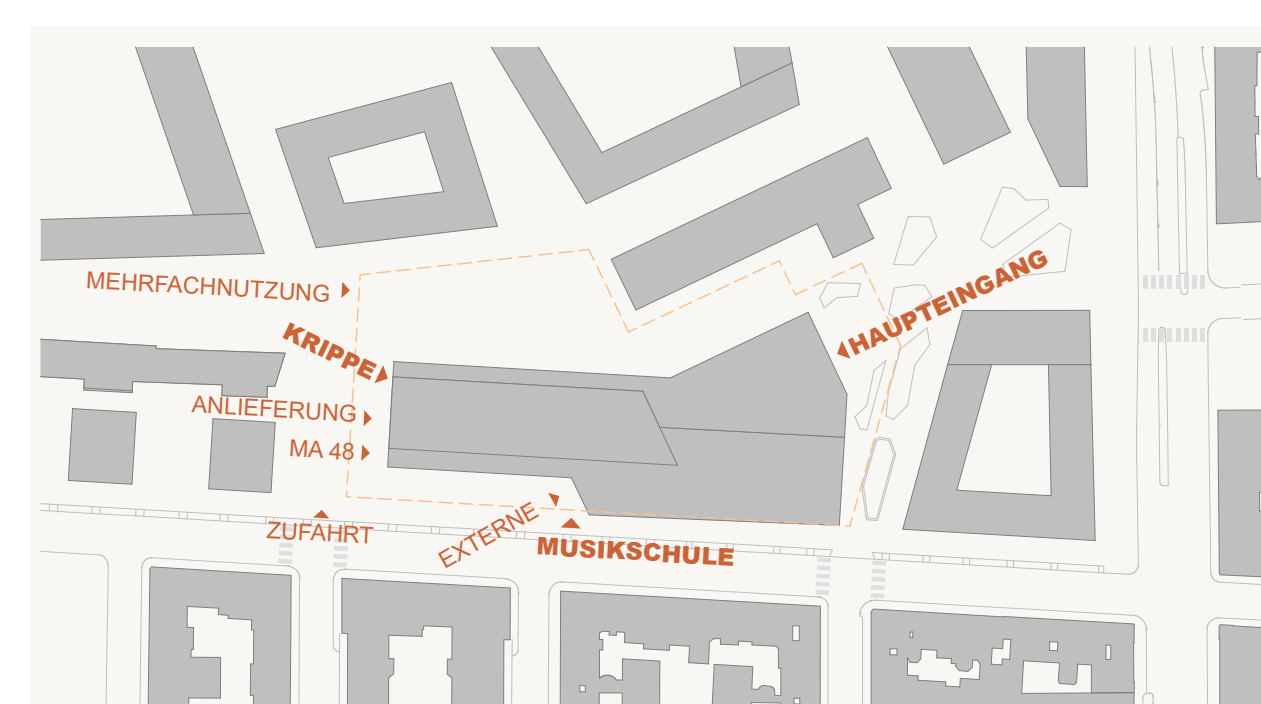 MEHRFACHNUTZUNG
HAUPTEINGANG
KRIPPE
ANLIEFERUNG
MA 48
ZUFAHRT
EXTERNE
MUSIKSCHULE